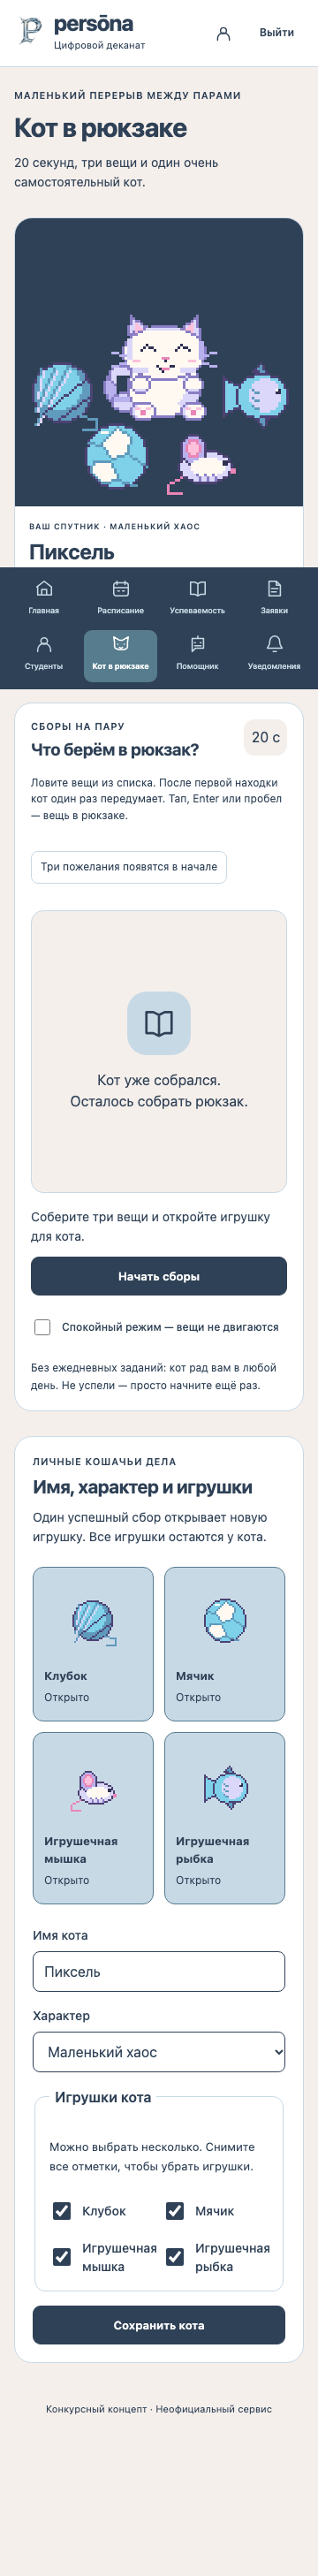 persōna
Цифровой деканат
Выйти
МАЛЕНЬКИЙ ПЕРЕРЫВ МЕЖДУ ПАРАМИ
Кот в рюкзаке
20 секунд, три вещи и один очень
самостоятельный кот.
ВАШ СПУТНИК · МАЛЕНЬКИЙ ХАОС
Пиксель
Главная
Расписание
Успеваемость
Заявки
Студенты
Кот в рюкзаке
Помощник
Уведомления
СБОРЫ НА ПАРУ
Что берём в рюкзак?
20 с
Ловите вещи из списка. После первой находки
кот один раз передумает. Тап, Enter или пробел
— вещь в рюкзаке.
Три пожелания появятся в начале
Кот уже собрался.
Осталось собрать рюкзак.
Соберите три вещи и откройте игрушку
для кота.
Начать сборы
Спокойный режим — вещи не двигаются
Без ежедневных заданий: кот рад вам в любой
день. Не успели — просто начните ещё раз.
ЛИЧНЫЕ КОШАЧЬИ ДЕЛА
Имя, характер и игрушки
Один успешный сбор открывает новую
игрушку. Все игрушки остаются у кота.
Клубок
Открыто
Мячик
Открыто
Игрушечная
мышка
Открыто
Игрушечная
рыбка
Открыто
Имя кота
Пиксель
Характер
Маленький хаос
Игрушки кота
Можно выбрать несколько. Снимите
все отметки, чтобы убрать игрушки.
Клубок
Мячик
Игрушечная
мышка
Игрушечная
рыбка
Сохранить кота
Конкурсный концепт · Неофициальный сервис